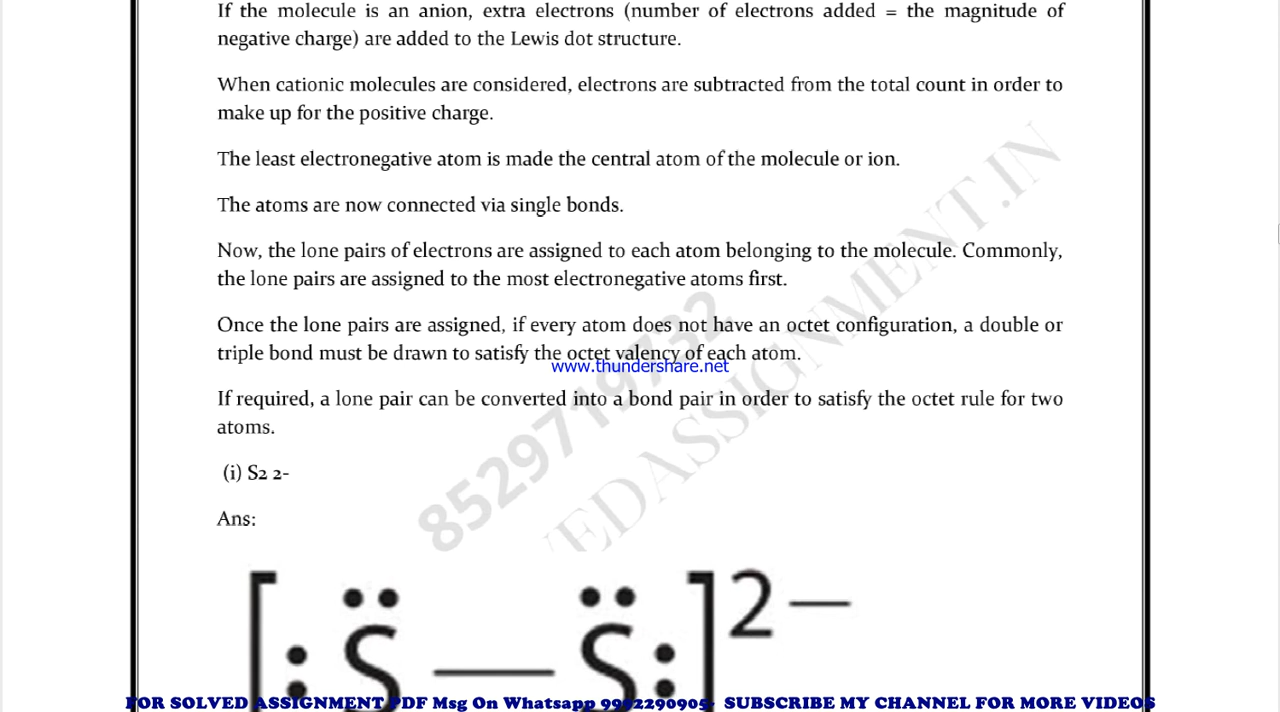 If the molecule is an anion, extra electrons (number of electrons added = the magnitude of
negative charge) are added to the Lewis dot structure.
When cationic molecules are considered, electrons are subtracted from the total count in order to
make up for the positive charge.
The least electronegative atom is made the central atom of the molecule or ion.
The atoms are now connected via single bonds.
Now, the lone pairs of electrons are assigned to each atom belonging to the molecule. Commonly,
the lone pairs are assigned to the most electronegative atoms first.
Once the lone pairs are assigned, if every atom does not have an octet configuration, a double or
triple bond must be drawn to satisfy the octet valency of each atom.
www.thundershare.net
If required, a lone pair can be converted into a bond pair in order to satisfy the octet rule for two
atoms.
8529719732
VEDASSIGNMENT.IN
(i) S2 2-
Ans:
[:S̈ — S̈:]2–
FOR SOLVED ASSIGNMENT PDF Msg On Whatsapp 9982290905, SUBSCRIBE MY CHANNEL FOR MORE VIDEOS